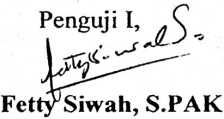 Penguji I,
Fetty Siwah, S.PAK